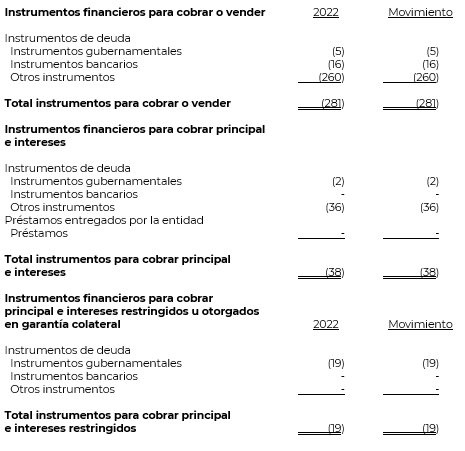 Instrumentos financieros para cobrar o vender 2022 Movimiento
Instrumentos de deuda
Instrumentos gubernamentales (5) (5)
Instrumentos bancarios (16) (16)
Otros instrumentos (260) (260)
Total instrumentos para cobrar o vender (281) (281)
Instrumentos financieros para cobrar principal
e intereses
Instrumentos de deuda
Instrumentos gubernamentales (2) (2)
Instrumentos bancarios - -
Otros instrumentos (36) (36)
Préstamos entregados por la entidad
Préstamos - -
Total instrumentos para cobrar principal
e intereses (38) (38)
Instrumentos financieros para cobrar
principal e intereses restringidos u otorgados
en garantía colateral 2022 Movimiento
Instrumentos de deuda
Instrumentos gubernamentales (19) (19)
Instrumentos bancarios - -
Otros instrumentos - -
Total instrumentos para cobrar principal
e intereses restringidos (19) (19)